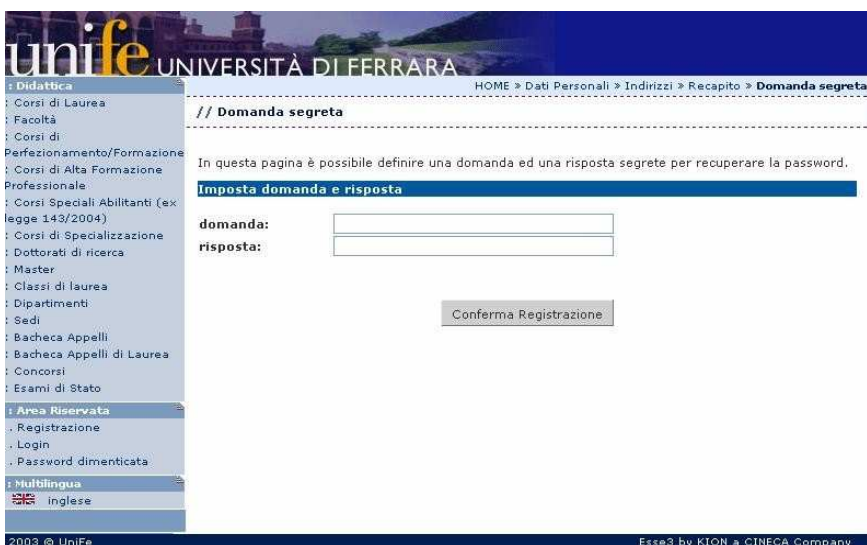 unife UNIVERSITÀ DI FERRARA
: Didattica
: Corsi di Laurea
: Facoltà
: Corsi di
Perfezionamento/Formazione
: Corsi di Alta Formazione
Professionale
: Corsi Speciali Abilitanti (ex
legge 143/2004)
: Corsi di Specializzazione
: Dottorati di ricerca
: Master
: Classi di laurea
: Dipartimenti
: Sedi
: Bacheca Appelli
: Bacheca Appelli di Laurea
: Concorsi
: Esami di Stato
: Area Riservata
. Registrazione
. Login
. Password dimenticata
: Multilingua
inglese
HOME » Dati Personali » Indirizzi » Recapito » Domanda segreta
// Domanda segreta
In questa pagina è possibile definire una domanda ed una risposta segrete per recuperare la password.
Imposta domanda e risposta
domanda:
risposta:
Conferma Registrazione
2003 © UniFe
Esse3 by KION a CINECA Company